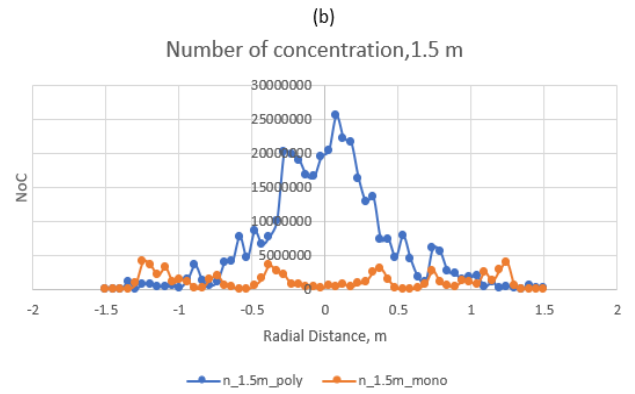 (b)
Number of concentration,1.5 m
30000000
25000000
20000000
15000000
10000000
5000000
0
NoC
-2 -1.5 -1 -0.5 0 0.5 1 1.5 2
Radial Distance, m
n_1.5m_poly n_1.5m_mono